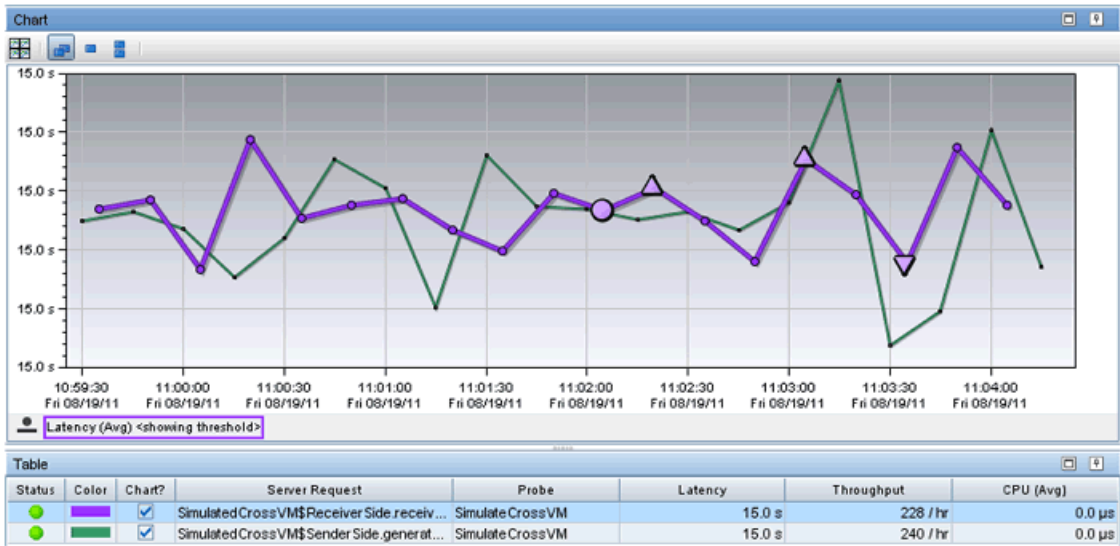 Chart
15.0 s
15.0 s
15.0 s
15.0 s
15.0 s
15.0 s
10:59:30 11:00:00 11:00:30 11:01:00 11:01:30 11:02:00 11:02:30 11:03:00 11:03:30 11:04:00
Fri 08/19/11 Fri 08/19/11 Fri 08/19/11 Fri 08/19/11 Fri 08/19/11 Fri 08/19/11 Fri 08/19/11 Fri 08/19/11 Fri 08/19/11 Fri 08/19/11
Latency (Avg) <showing threshold>
Table
Status Color Chart? Server Request Probe Latency Throughput CPU (Avg)
SimulatedCrossVM$ReceiverSide.receiv... SimulateCrossVM 15.0 s 228 / hr 0.0 µs
SimulatedCrossVM$SenderSide.generat... SimulateCrossVM 15.0 s 240 / hr 0.0 µs